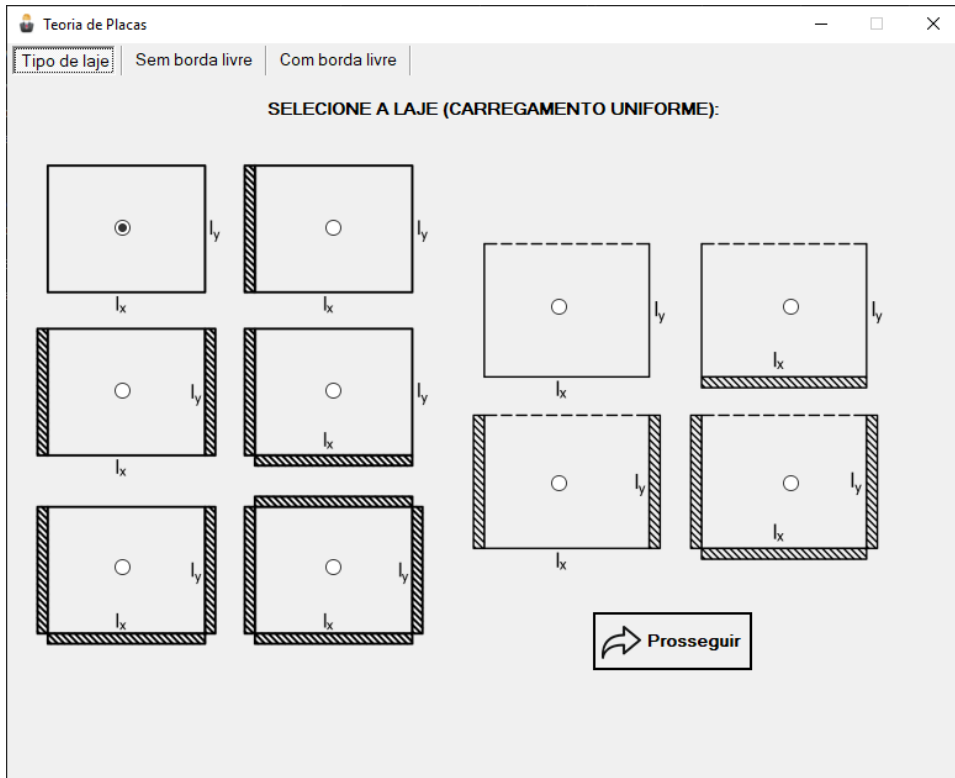 Teoria de Placas
Tipo de laje
Sem borda livre
Com borda livre
SELECIONE A LAJE (CARREGAMENTO UNIFORME):
ly
lx
ly
lx
ly
lx
ly
lx
ly
lx
ly
lx
ly
lx
ly
lx
ly
lx
ly
lx
Prosseguir